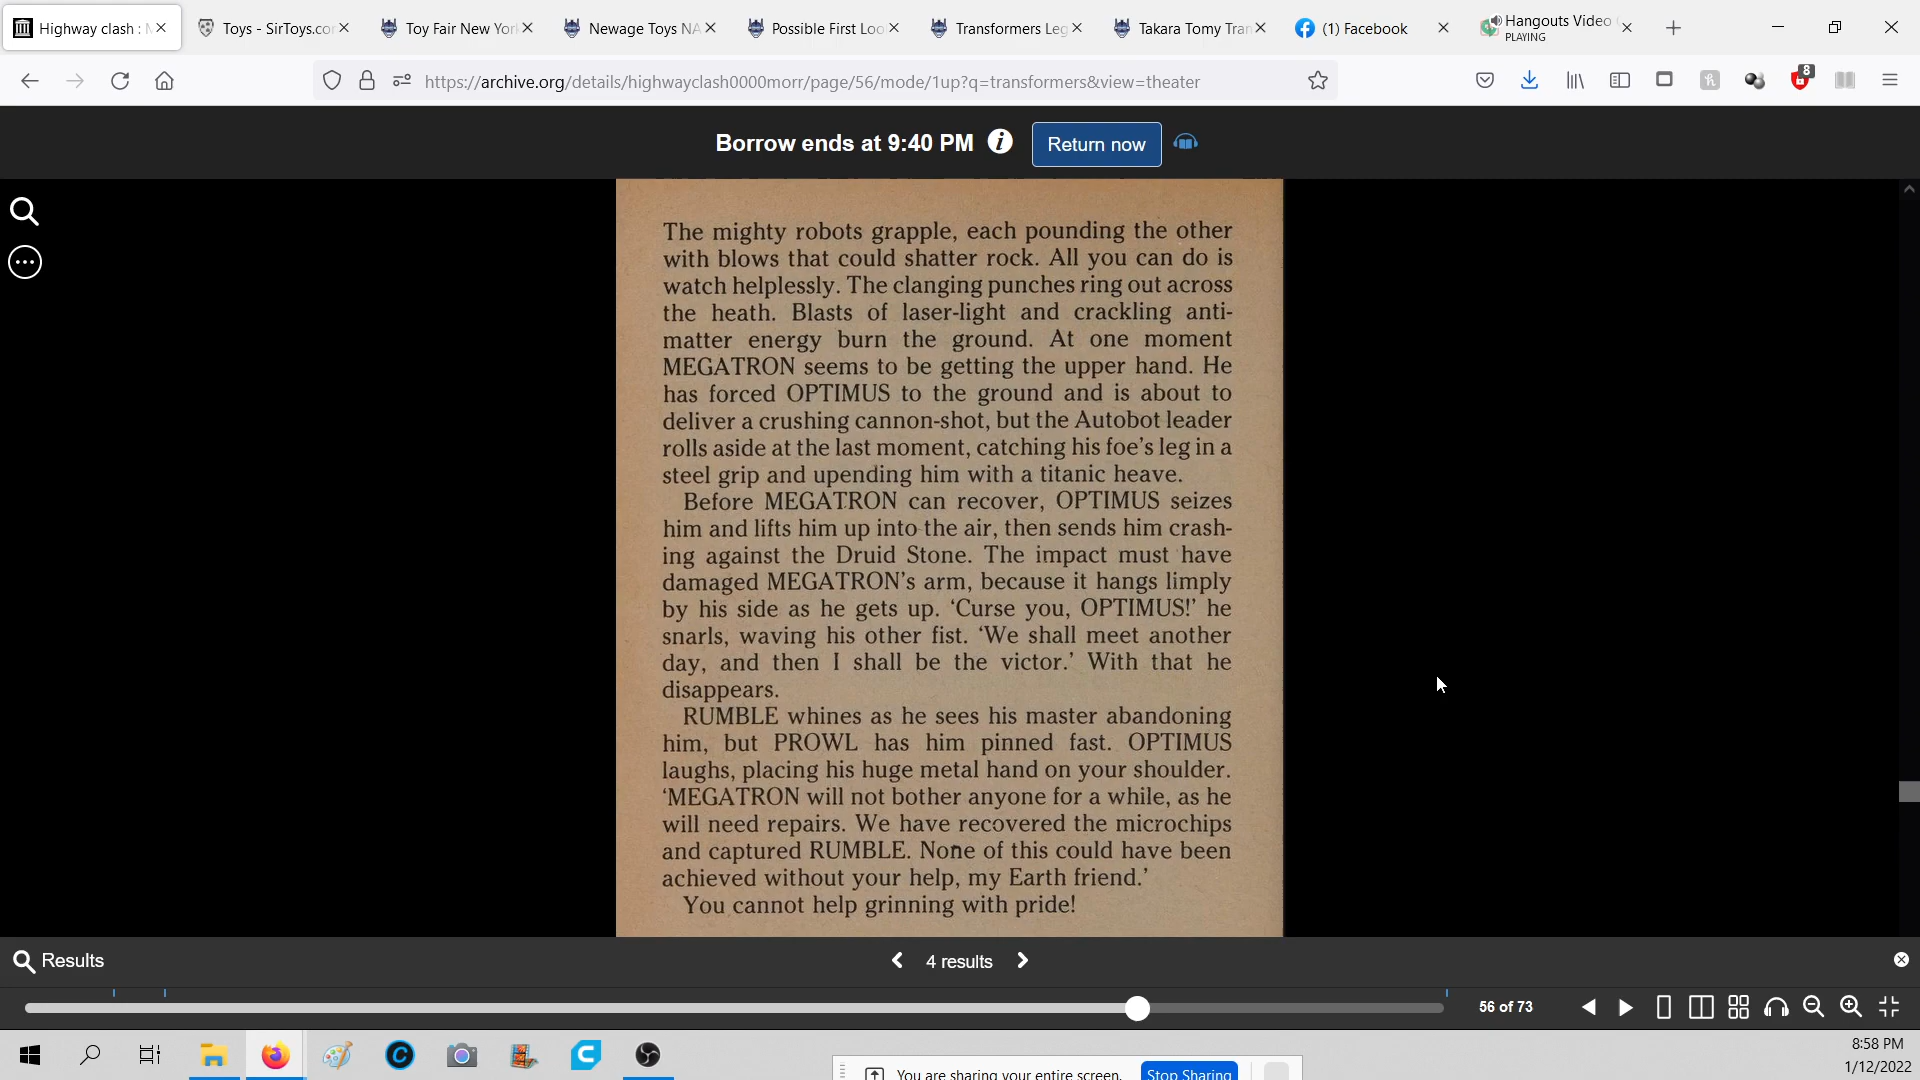 Highway clash :
Toys - SirToys.co
Toy Fair New Yor
Newage Toys NA
Possible First Loo
Transformers Leg
Takara Tomy Tra
(1) Facebook
Hangouts Video
PLAYING
https://archive.org/details/highwayclash0000morr/page/56/mode/1up?q=transformers&view=theater
8
Borrow ends at 9:40 PM
Return now
The mighty robots grapple, each pounding the other
with blows that could shatter rock. All you can do is
watch helplessly. The clanging punches ring out across
the heath. Blasts of laser-light and crackling anti-
matter energy burn the ground. At one moment
MEGATRON seems to be getting the upper hand. He
has forced OPTIMUS to the ground and is about to
deliver a crushing cannon-shot, but the Autobot leader
rolls aside at the last moment, catching his foe's leg in a
steel grip and upending him with a titanic heave.
Before MEGATRON can recover, OPTIMUS seizes
him and lifts him up into the air, then sends him crash-
ing against the Druid Stone. The impact must have
damaged MEGATRON's arm, because it hangs limply
by his side as he gets up. 'Curse you, OPTIMUS!' he
snarls, waving his other fist. 'We shall meet another
day, and then I shall be the victor.' With that he
disappears.
RUMBLE whines as he sees his master abandoning
him, but PROWL has him pinned fast. OPTIMUS
laughs, placing his huge metal hand on your shoulder.
'MEGATRON will not bother anyone for a while, as he
will need repairs. We have recovered the microchips
and captured RUMBLE. None of this could have been
achieved without your help, my Earth friend.'
You cannot help grinning with pride!
Results
4 results
56 of 73
You are sharing your entire screen.
Stop Sharing
8:58 PM
1/12/2022